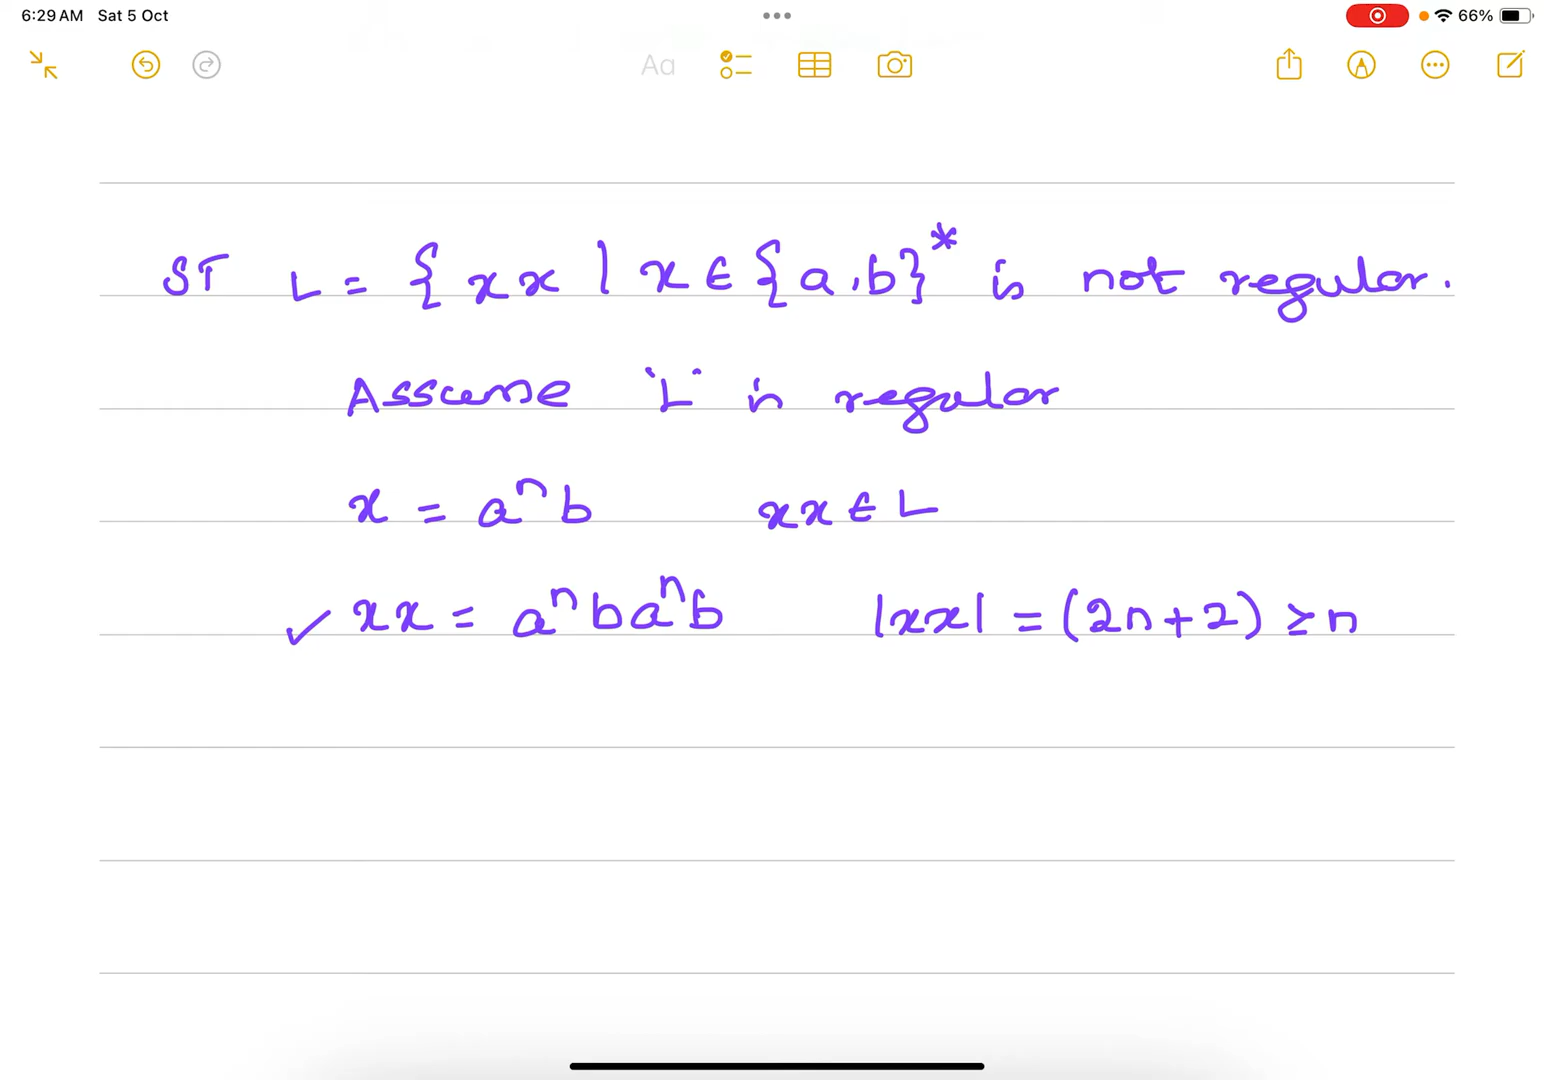 6:29 AM Sat 5 Oct
66%
Aa
ST L = { xx | x ∈ {a,b}* is not regular.
Assume 'L' is regular
x = aⁿb xx ∈ L
✓ xx = aⁿbaⁿb |xx| = (2n+2) ≥ n